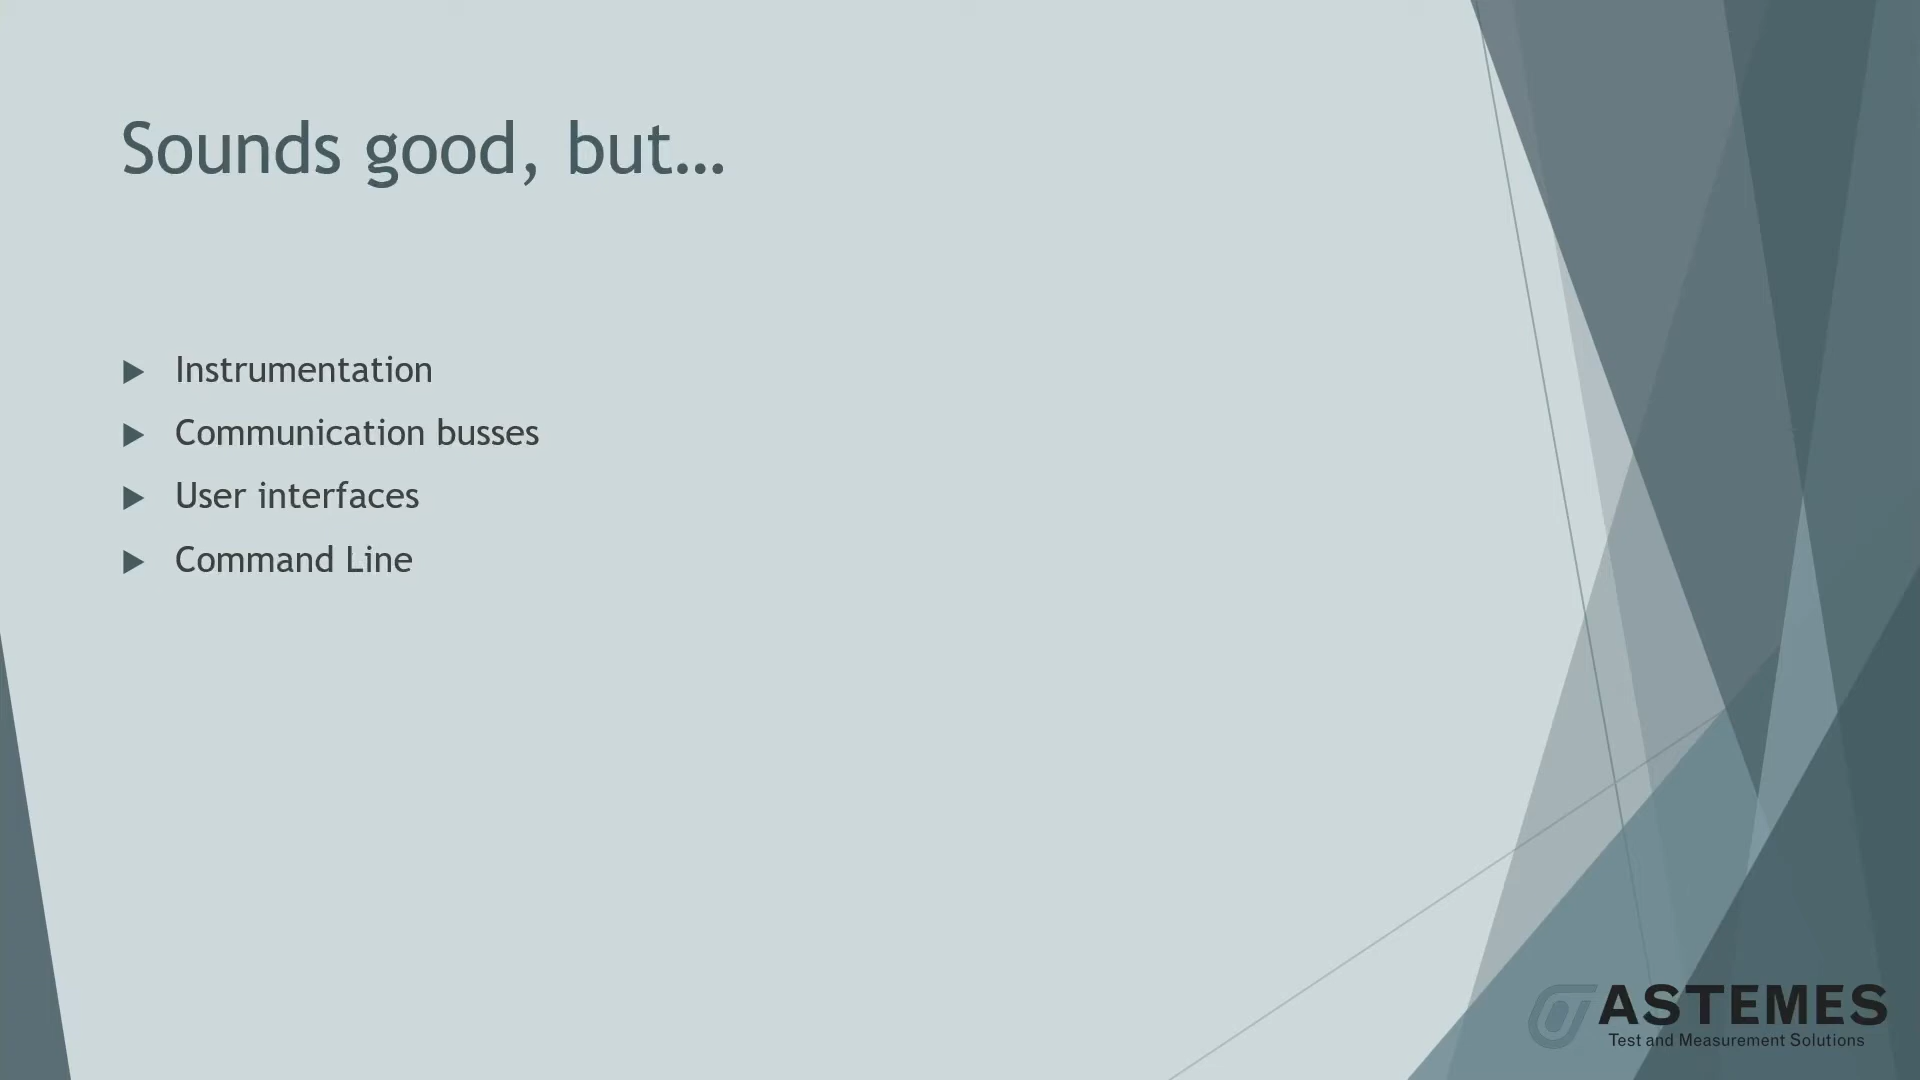 Sounds good, but...
Instrumentation
Communication busses
User interfaces
Command Line
ASTEMES
Test and Measurement Solutions